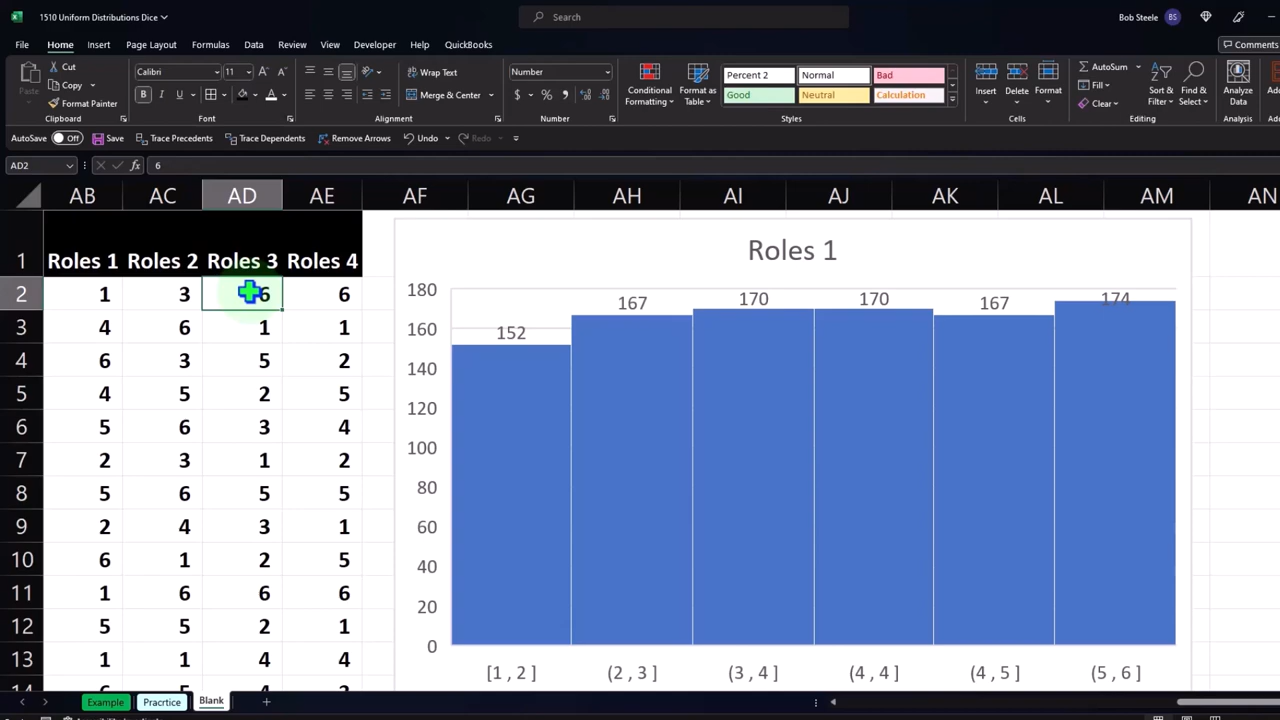 1510 Uniform Distributions Dice
Search
Bob Steele BS
File Home Insert Page Layout Formulas Data Review View Developer Help QuickBooks
Comments
Paste
Cut
Copy
Format Painter
Clipboard
Calibri 11
B I U
Font
Wrap Text
Merge & Center
Alignment
Number
$ % ,
Number
Conditional Formatting
Format as Table
Percent 2 Normal Bad
Good Neutral Calculation
Styles
Insert Delete Format
Cells
AutoSum
Fill
Clear
Sort & Filter
Find & Select
Editing
Analyze Data
Analysis
AutoSave Off Save Trace Precedents Trace Dependents Remove Arrows Undo Redo
AD2 fx 6
AB AC AD AE AF AG AH AI AJ AK AL AM AN
1 Roles 1 Roles 2 Roles 3 Roles 4
2 1 3 6 6
3 4 6 1 1
4 6 3 5 2
5 4 5 2 5
6 5 6 3 4
7 2 3 1 2
8 5 6 5 5
9 2 4 3 1
10 6 1 2 5
11 1 6 6 6
12 5 5 2 1
13 1 1 4 4
Roles 1
180
160
140
120
100
80
60
40
20
0
152 167 170 170 167 174
[1 , 2 ] (2 , 3 ] (3 , 4 ] (4 , 4 ] (4 , 5 ] (5 , 6 ]
Example Pracrtice Blank